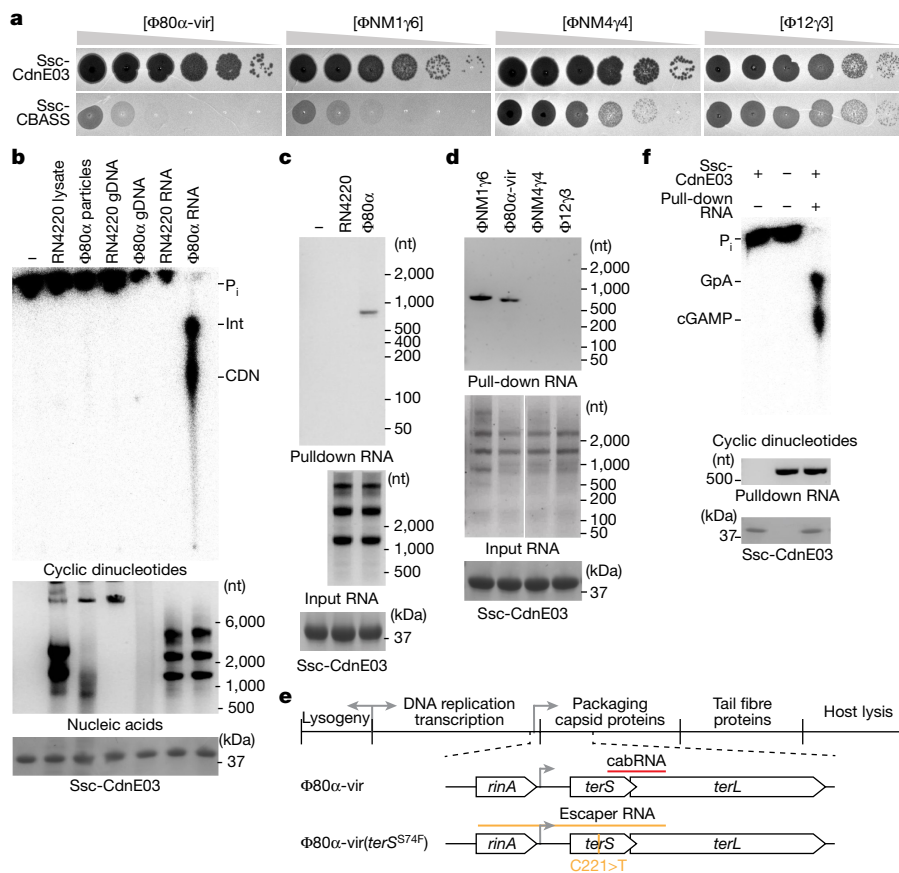 a
[Φ80α-vir] [ΦNM1γ6] [ΦNM4γ4] [Φ12γ3]
Ssc-
CdnE03
Ssc-
CBASS
b
–
RN4220 lysate
Φ80α particles
RN4220 gDNA
Φ80α gDNA
RN4220 RNA
Φ80α RNA
Pi
Int
CDN
Cyclic dinucleotides
(nt)
6,000
2,000
1,000
500
Nucleic acids
(kDa)
37
Ssc-CdnE03
c
–
RN4220
Φ80α
(nt)
2,000
1,000
500
400
200
100
50
Pulldown RNA
(nt)
2,000
1,000
500
Input RNA
(kDa)
37
Ssc-CdnE03
d
ΦNM1γ6
Φ80α-vir
ΦNM4γ4
Φ12γ3
(nt)
2,000
1,000
500
200
100
50
Pull-down RNA
(nt)
2,000
1,000
500
200
100
50
Input RNA
(kDa)
37
Ssc-CdnE03
f
Ssc-
CdnE03 + – +
Pull-down
RNA – – +
Pi
GpA
cGAMP
Cyclic dinucleotides
(nt)
500
Pulldown RNA
(kDa)
37
Ssc-CdnE03
e
Lysogeny
DNA replication
transcription
Packaging
capsid proteins
Tail fibre
proteins
Host lysis
cabRNA
Φ80α-vir
rinA terS terL
Escaper RNA
Φ80α-vir(terS^S74F)
rinA terS terL
C221>T